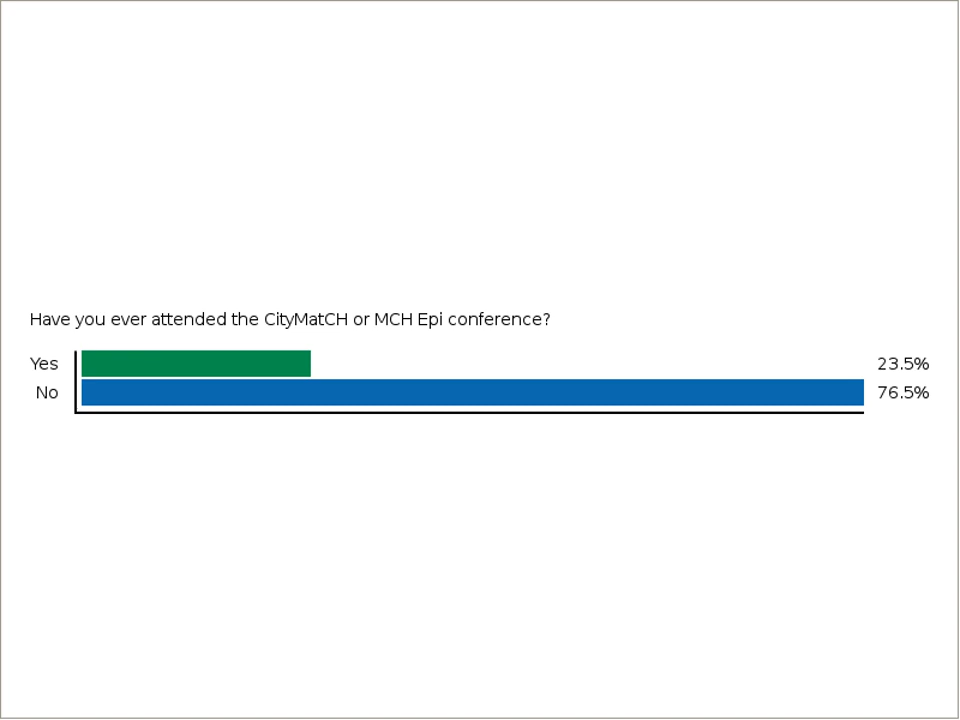 Have you ever attended the CityMatCH or MCH Epi conference?
Yes 23.5%
No 76.5%